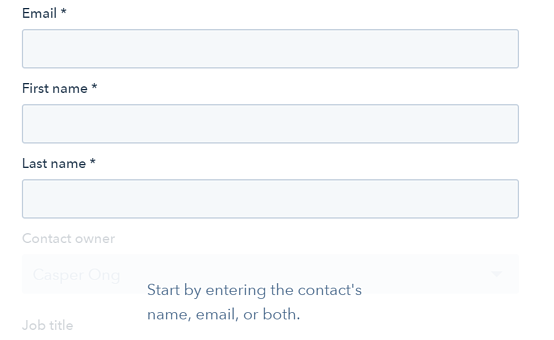 Email *
First name *
Last name *
Contact owner
Casper Orig
Start by entering the contact's
name, email, or both.
Job title